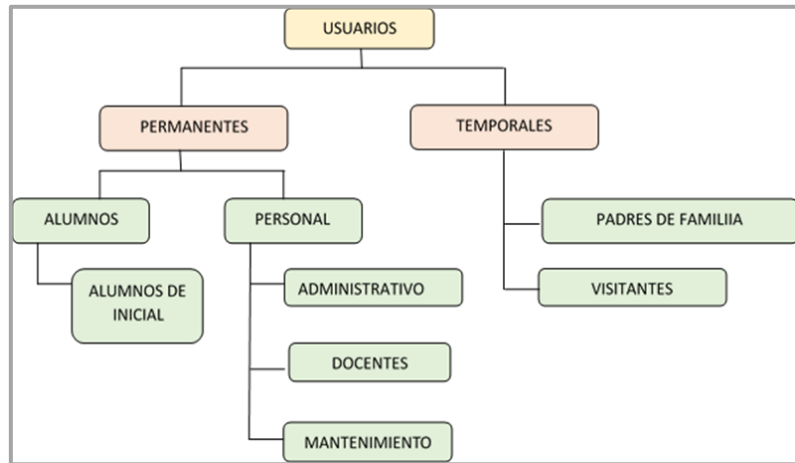 USUARIOS
PERMANENTES
TEMPORALES
ALUMNOS
PERSONAL
PADRES DE FAMILIIA
ALUMNOS DE
INICIAL
ADMINISTRATIVO
VISITANTES
DOCENTES
MANTENIMIENTO